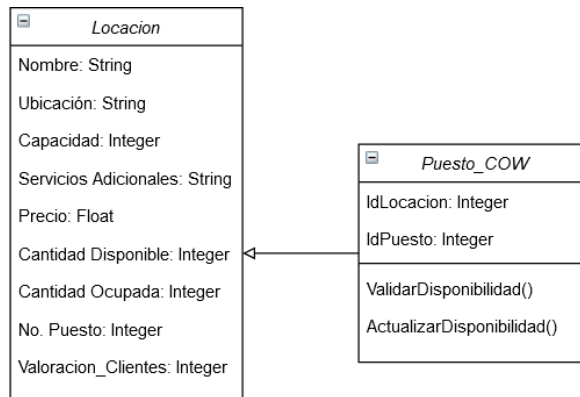 Locacion
Nombre: String
Ubicación: String
Capacidad: Integer
Servicios Adicionales: String
Precio: Float
Cantidad Disponible: Integer
Cantidad Ocupada: Integer
No. Puesto: Integer
Valoracion_Clientes: Integer
Puesto_COW
IdLocacion: Integer
IdPuesto: Integer
ValidarDisponibilidad()
ActualizarDisponibilidad()